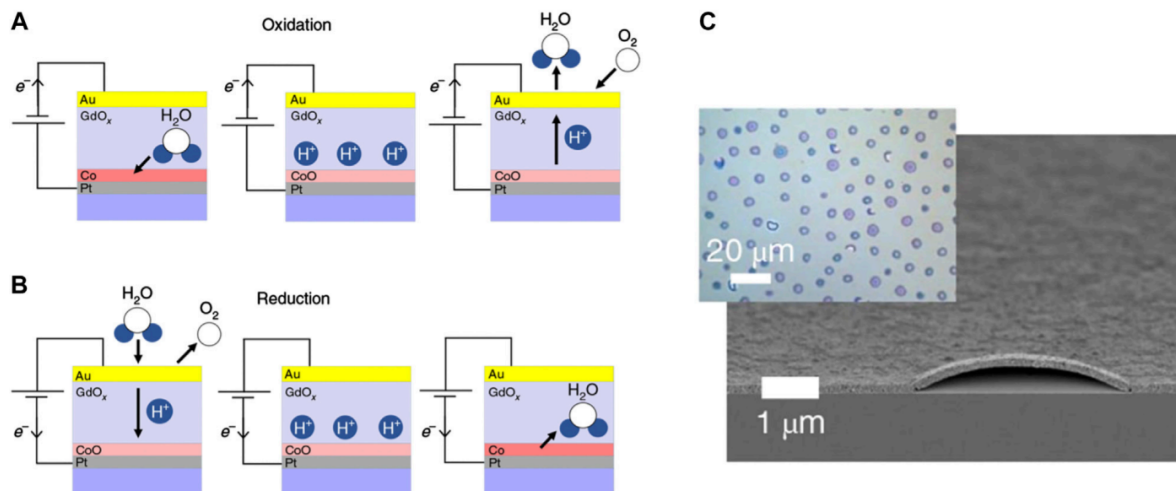 A
Oxidation
H₂O
O₂
e⁻
Au
GdOₓ
H₂O
Co
Pt
e⁻
Au
GdOₓ
H⁺ H⁺ H⁺
CoO
Pt
e⁻
Au
GdOₓ
H⁺
CoO
Pt
B
Reduction
H₂O
O₂
Au
GdOₓ
H⁺
e⁻
CoO
Pt
Au
GdOₓ
H⁺ H⁺ H⁺
e⁻
CoO
Pt
Au
GdOₓ
H₂O
e⁻
Co
Pt
C
20 μm
1 μm